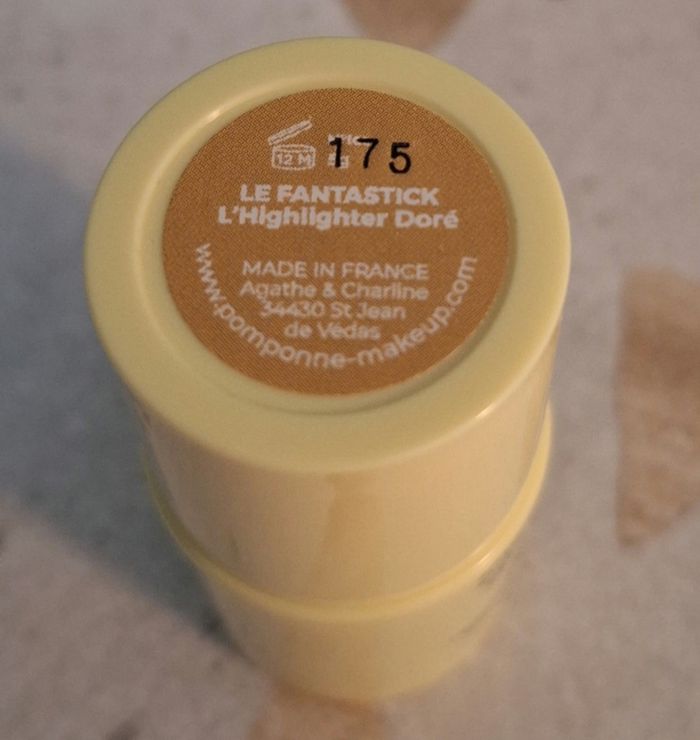 12 M
175
LE FANTASTICK
L'Highlighter Doré
MADE IN FRANCE
Agathe & Charline
34430 St Jean
de Védas
www.pomponne-makeup.com